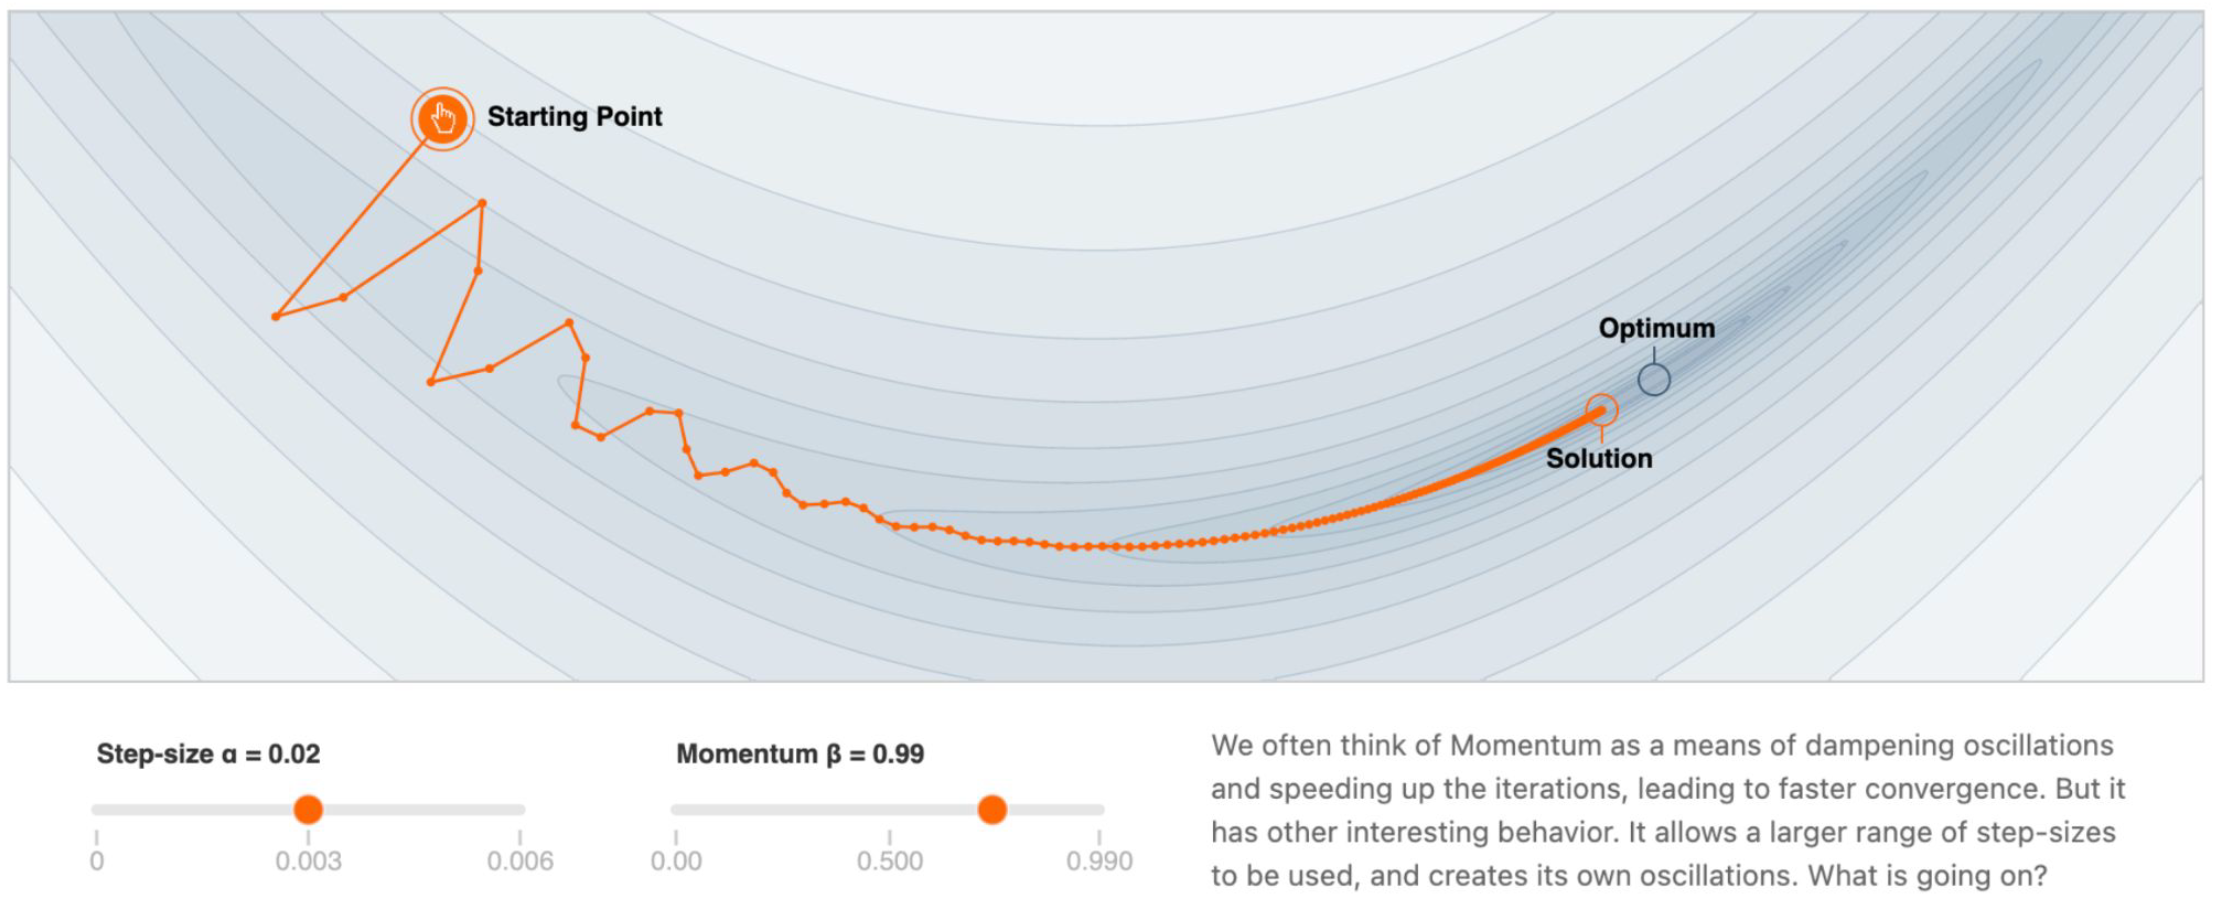 Starting Point
Optimum
Solution
Step-size α = 0.02
Momentum β = 0.99
0
0.003
0.006
0.00
0.500
0.990
We often think of Momentum as a means of dampening oscillations
and speeding up the iterations, leading to faster convergence. But it
has other interesting behavior. It allows a larger range of step-sizes
to be used, and creates its own oscillations. What is going on?